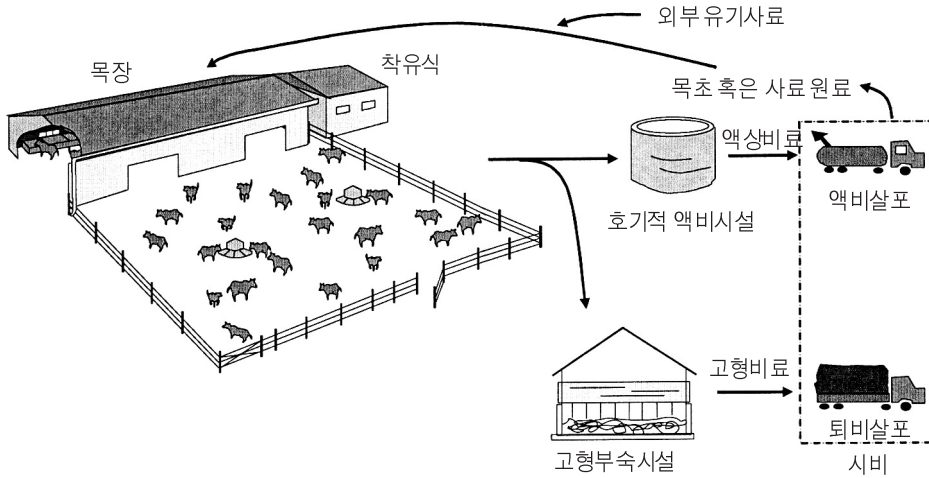 외부 유기사료
착유식
목장
목초 혹은 사료 원료
액상비료
액비살포
호기적 액비시설
고형비료
퇴비살포
고형부숙시설
시비